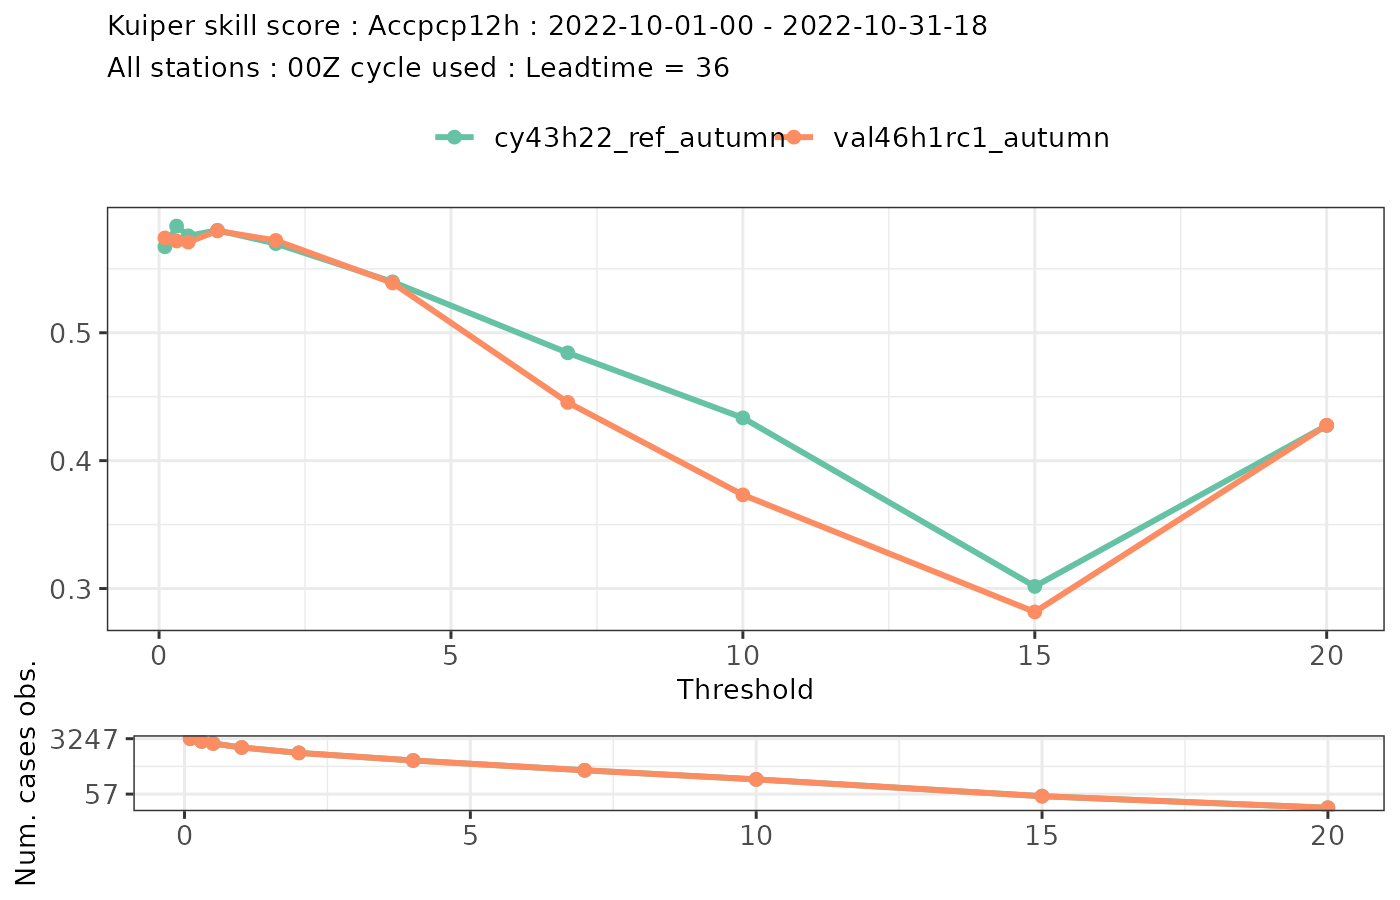 Kuiper skill score : Accpcp12h : 2022-10-01-00 - 2022-10-31-18
All stations : 00Z cycle used : Leadtime = 36
cy43h22_ref_autumn val46h1rc1_autumn
0.5
0.4
0.3
0 5 10 15 20
Threshold
Num. cases obs.
3247
57
0 5 10 15 20